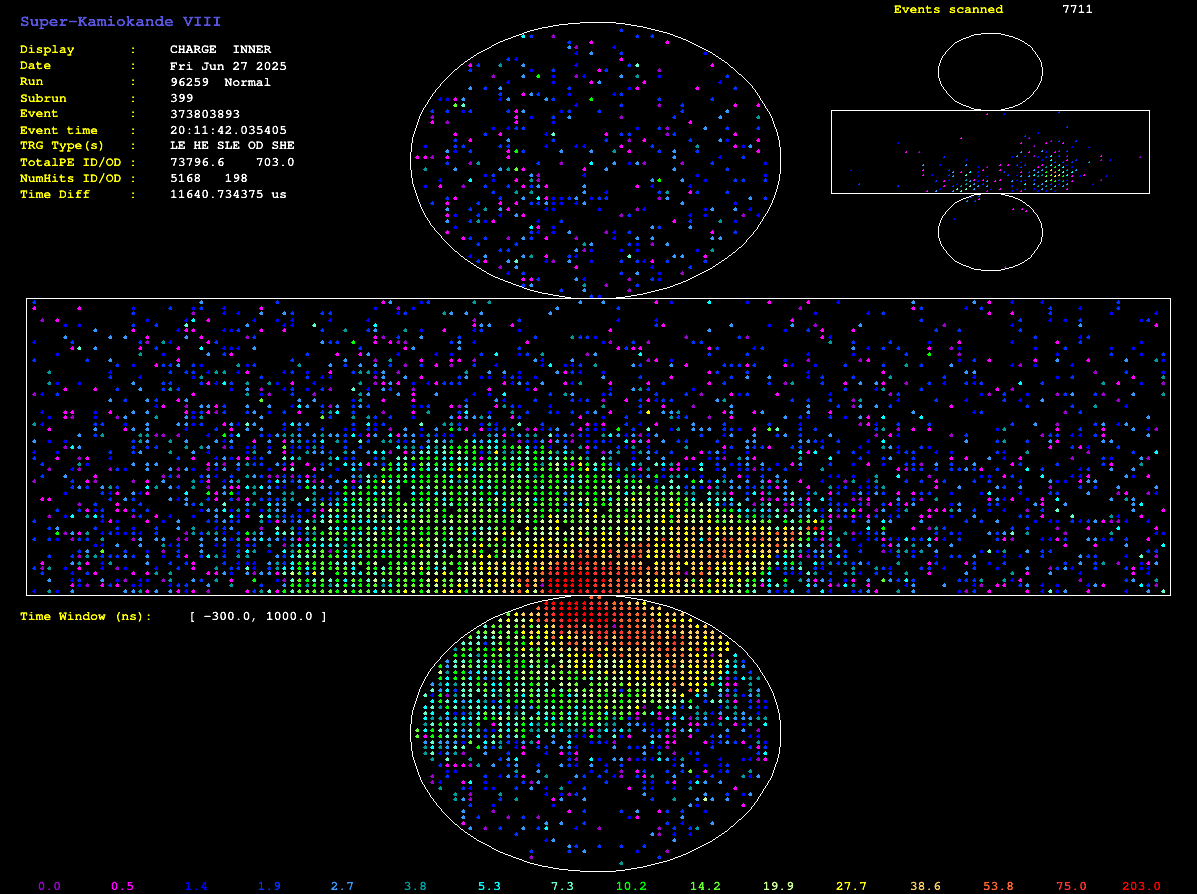 Super-Kamiokande VIII
Events scanned 7711
Display : CHARGE INNER
Date : Fri Jun 27 2025
Run : 96259 Normal
Subrun : 399
Event : 373803893
Event time : 20:11:42.035405
TRG Type(s) : LE HE SLE OD SHE
TotalPE ID/OD : 73796.6 703.0
NumHits ID/OD : 5168 198
Time Diff : 11640.734375 us
Time Window (ns): [ -300.0, 1000.0 ]
0.0 0.5 1.4 1.9 2.7 3.8 5.3 7.3 10.2 14.2 19.9 27.7 38.6 53.8 75.0 203.0